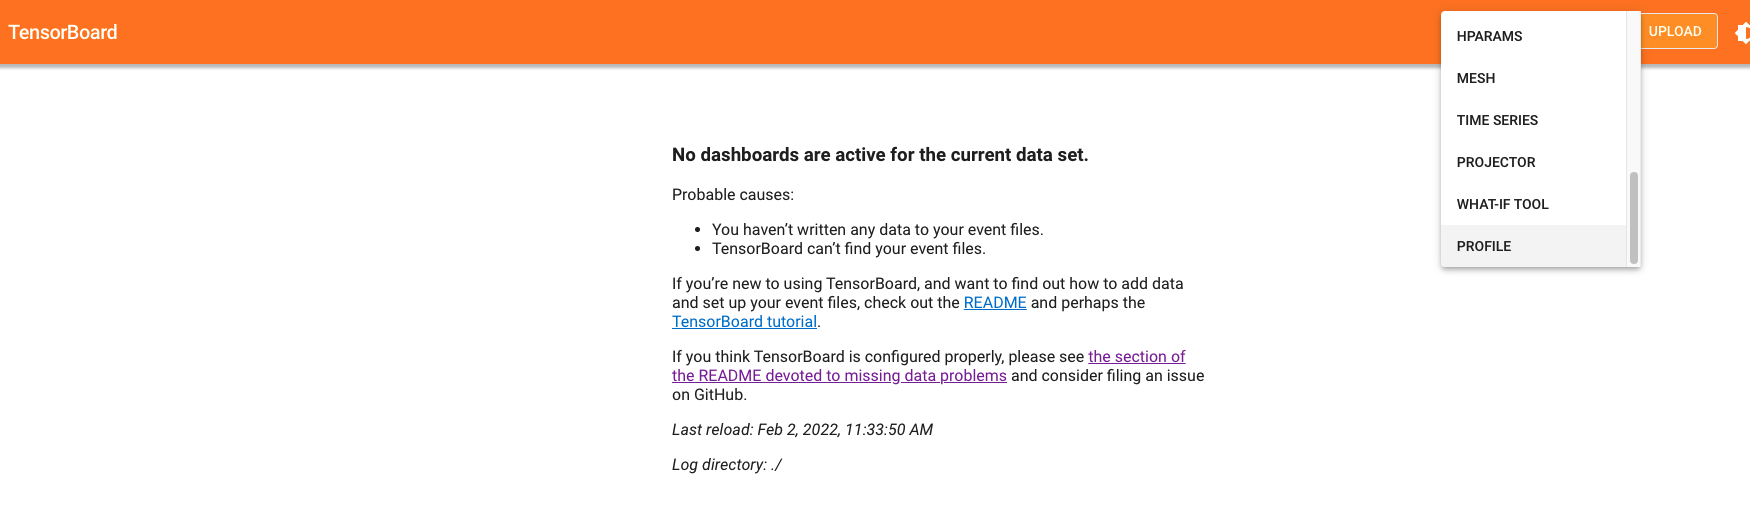 TensorBoard
UPLOAD
HPARAMS
MESH
TIME SERIES
PROJECTOR
WHAT-IF TOOL
PROFILE
No dashboards are active for the current data set.
Probable causes:
• You haven’t written any data to your event files.
• TensorBoard can’t find your event files.
If you’re new to using TensorBoard, and want to find out how to add data
and set up your event files, check out the README and perhaps the
TensorBoard tutorial.
If you think TensorBoard is configured properly, please see the section of
the README devoted to missing data problems and consider filing an issue
on GitHub.
Last reload: Feb 2, 2022, 11:33:50 AM
Log directory: ./